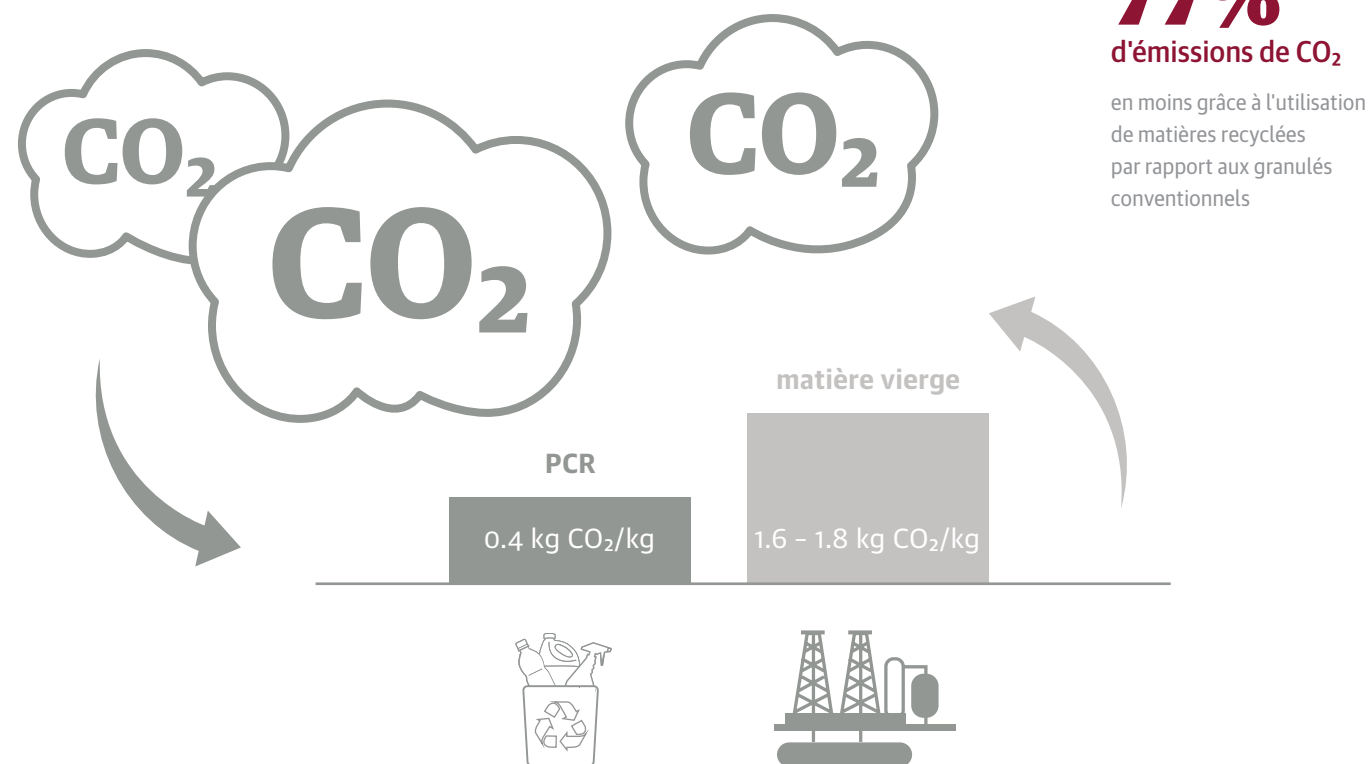 77%
d'émissions de CO₂
en moins grâce à l'utilisation
de matières recyclées
par rapport aux granulés
conventionnels
CO₂
CO₂
CO₂
matière vierge
PCR
0.4 kg CO₂/kg
1.6 – 1.8 kg CO₂/kg